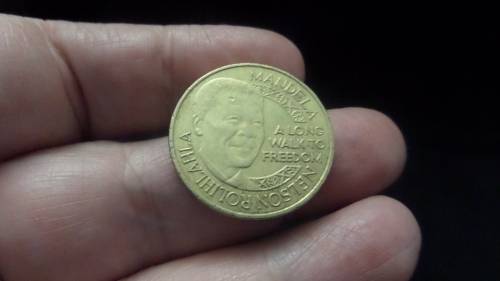 NELSON ROLIHLAHLA
MANDELA
A LONG
WALK TO
FREEDOM